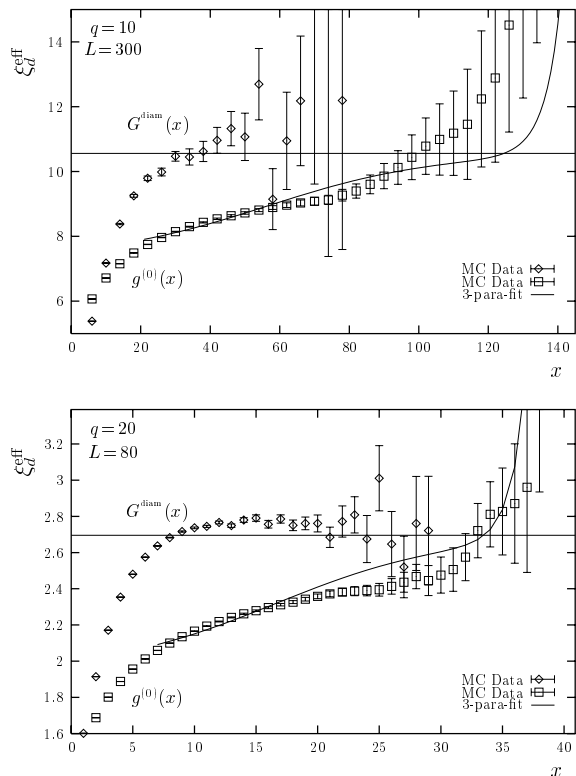 ξ_d^eff
q = 10
L = 300
14
12
10
8
6
G^diam(x)
g^(0)(x)
MC Data
MC Data
3-para-fit
0 20 40 60 80 100 120 140
x
ξ_d^eff
q = 20
L = 80
3.2
3
2.8
2.6
2.4
2.2
2
1.8
1.6
G^diam(x)
g^(0)(x)
MC Data
MC Data
3-para-fit
0 5 10 15 20 25 30 35 40
x